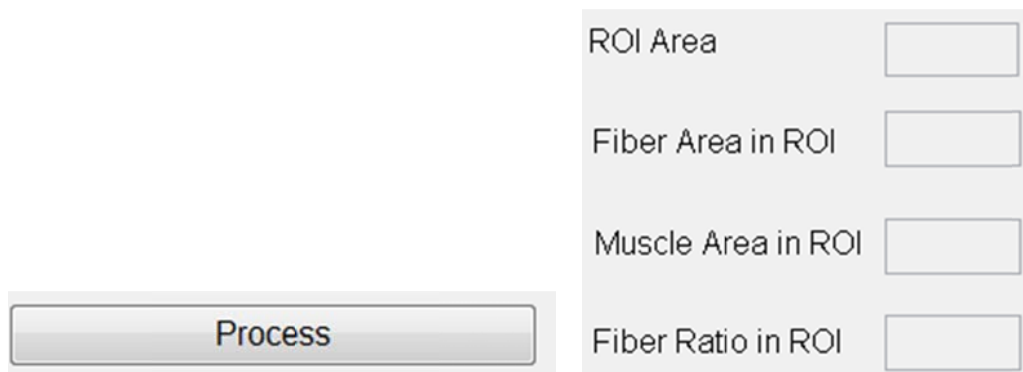 ROI Area
Fiber Area in ROI
Muscle Area in ROI
Process
Fiber Ratio in ROI